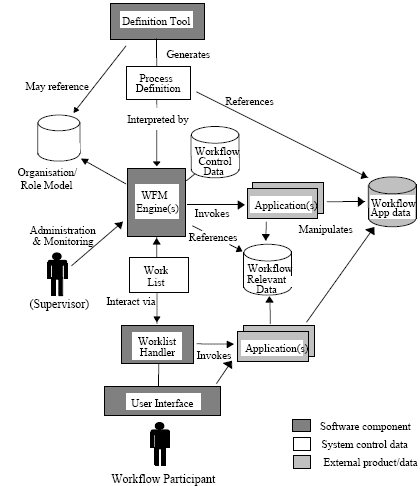 Definition Tool
Generates
Process
Definition
May reference
References
Interpreted by
Workflow
Control
Data
Organisation/
Role Model
WFM
Engine(s)
Invokes
Application(s)
Workflow
App data
Manipulates
References
Administration
& Monitoring
(Supervisor)
Work
List
Workflow
Relevant
Data
Interact via
Worklist
Handler
Invokes
Application(s)
User Interface
Workflow Participant
Software component
System control data
External product/data